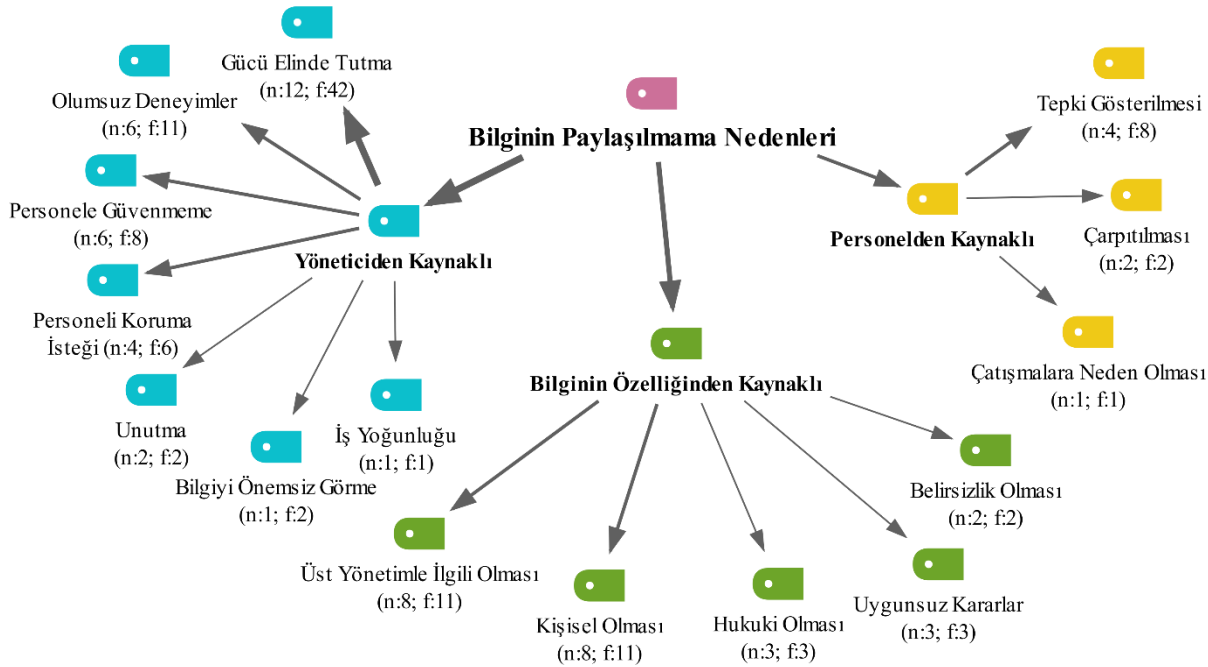 Bilginin Paylaşılmama Nedenleri
Yöneticiden Kaynaklı
Gücü Elinde Tutma
(n:12; f:42)
Olumsuz Deneyimler
(n:6; f:11)
Personele Güvenmeme
(n:6; f:8)
Personeli Koruma
İsteği (n:4; f:6)
Unutma
(n:2; f:2)
Bilgiyi Önemsiz Görme
(n:1; f:2)
İş Yoğunluğu
(n:1; f:1)
Bilginin Özelliğinden Kaynaklı
Üst Yönetimle İlgili Olması
(n:8; f:11)
Kişisel Olması
(n:8; f:11)
Hukuki Olması
(n:3; f:3)
Uygunsuz Kararlar
(n:3; f:3)
Belirsizlik Olması
(n:2; f:2)
Personelden Kaynaklı
Tepki Gösterilmesi
(n:4; f:8)
Çarpıtılması
(n:2; f:2)
Çatışmalara Neden Olması
(n:1; f:1)